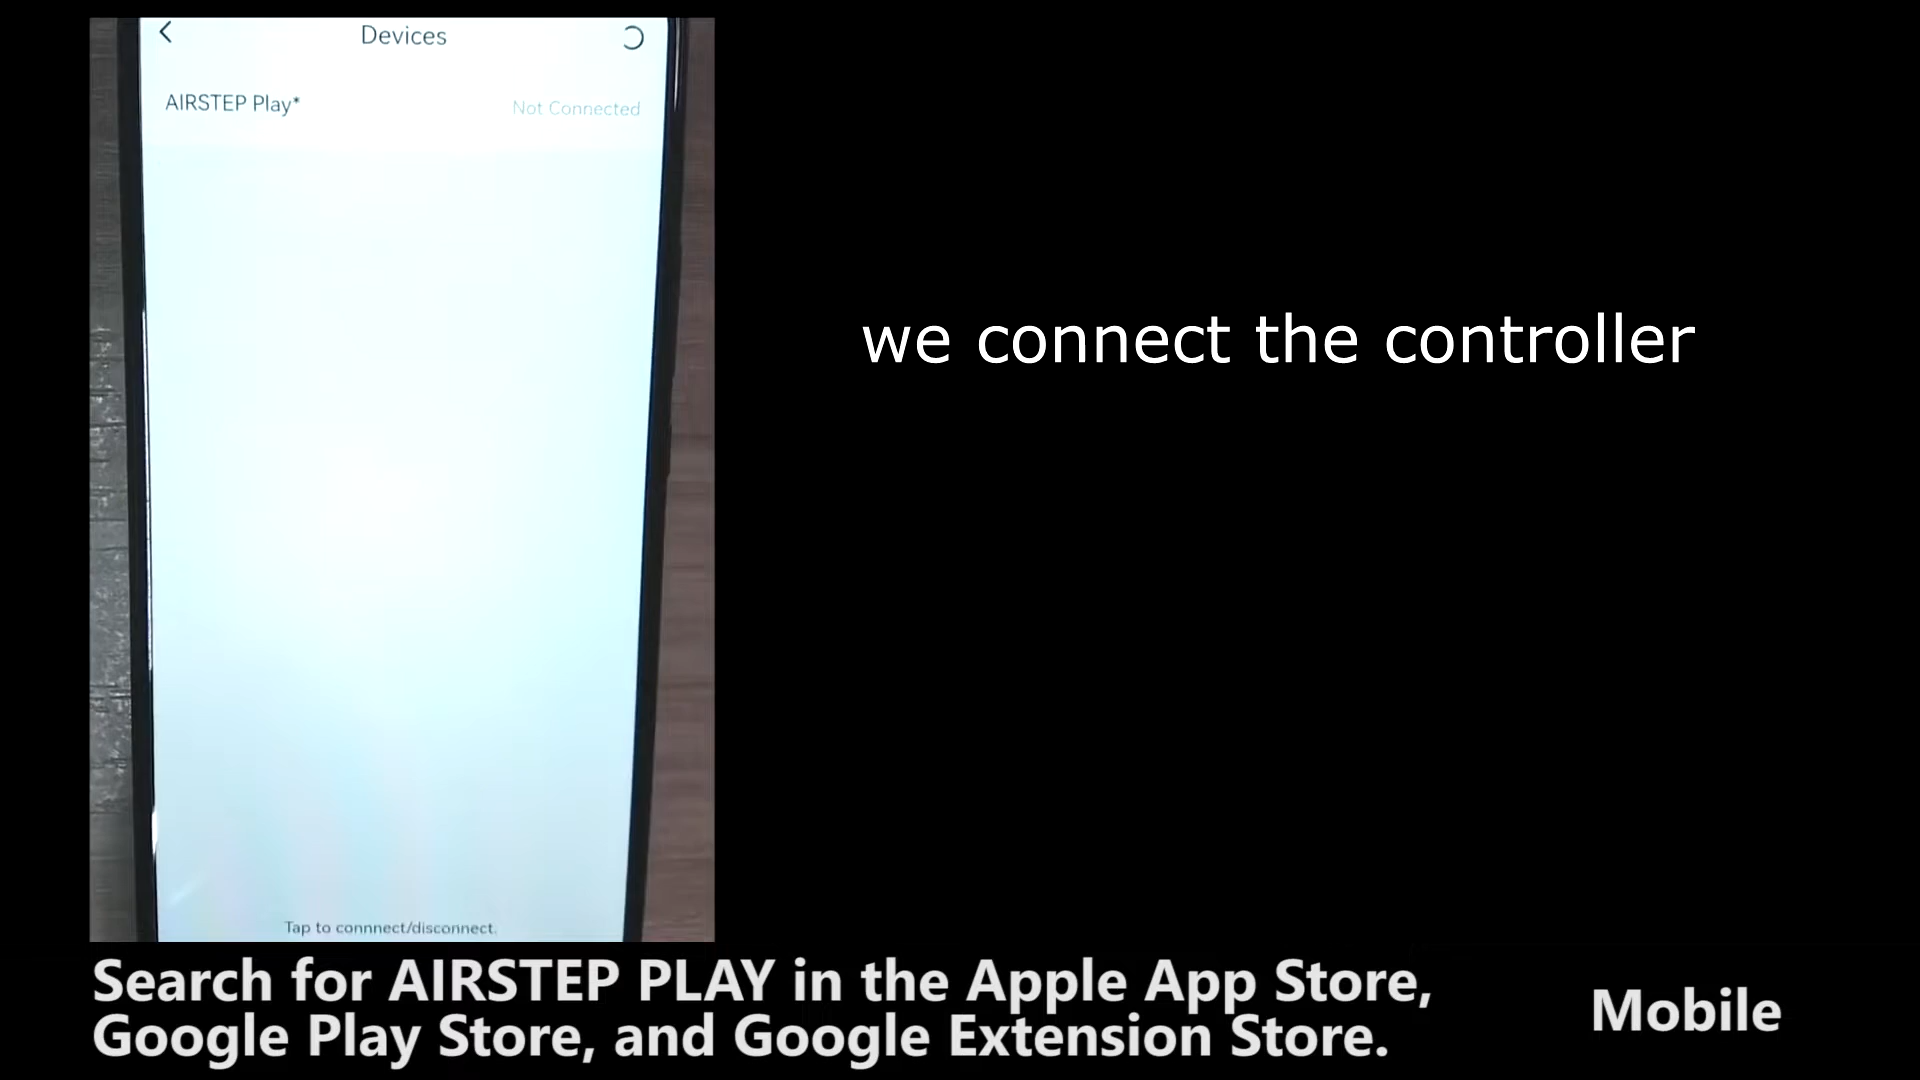 Devices
AIRSTEP Play*
Not Connected
we connect the controller
Tap to connnect/disconnect.
Search for AIRSTEP PLAY in the Apple App Store,
Google Play Store, and Google Extension Store.
Mobile